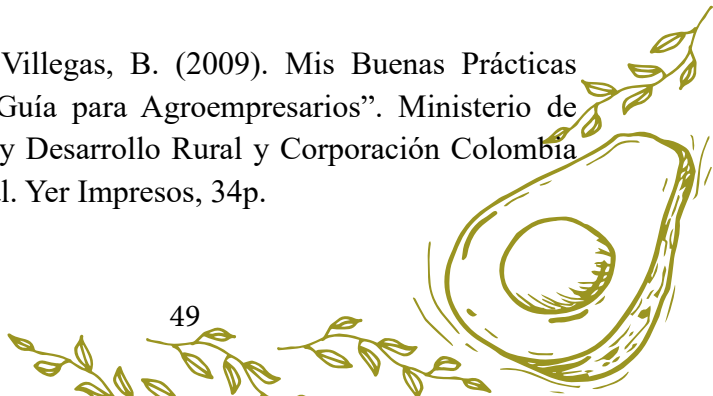 Villegas, B. (2009). Mis Buenas Prácticas
Guía para Agroempresarios”. Ministerio de
y Desarrollo Rural y Corporación Colombia
l. Yer Impresos, 34p.
49